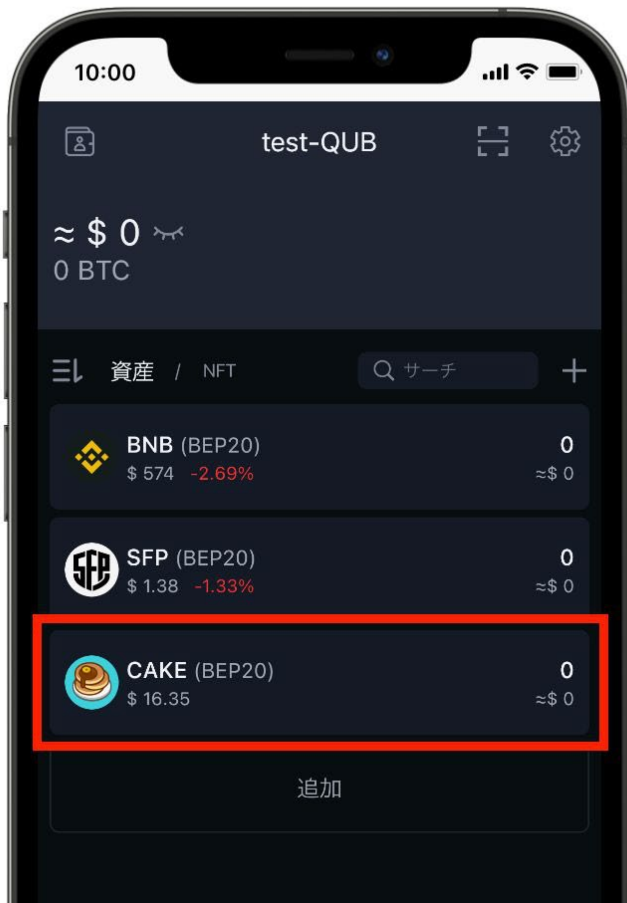 10:00
test-QUB
≈ $ 0
0 BTC
資産 / NFT
サーチ
BNB (BEP20)
0
$ 574 -2.69%
≈$ 0
SFP
SFP (BEP20)
0
$ 1.38 -1.33%
≈$ 0
CAKE (BEP20)
0
$ 16.35
≈$ 0
追加